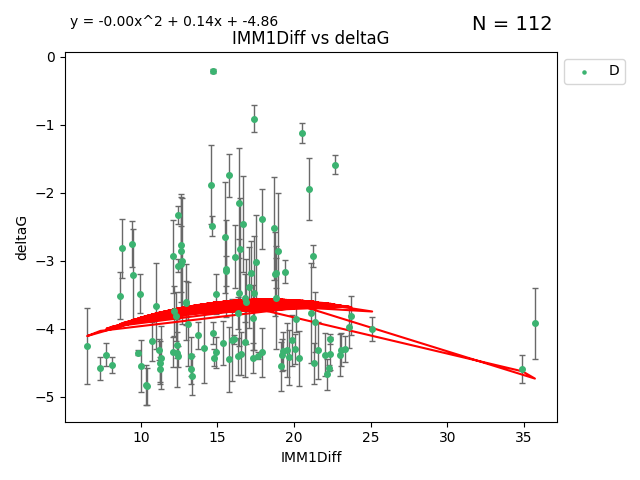 y = -0.00x^2 + 0.14x + -4.86
N = 112
IMM1Diff vs deltaG
D
deltaG
0
−1
−2
−3
−4
−5
10 15 20 25 30 35
IMM1Diff